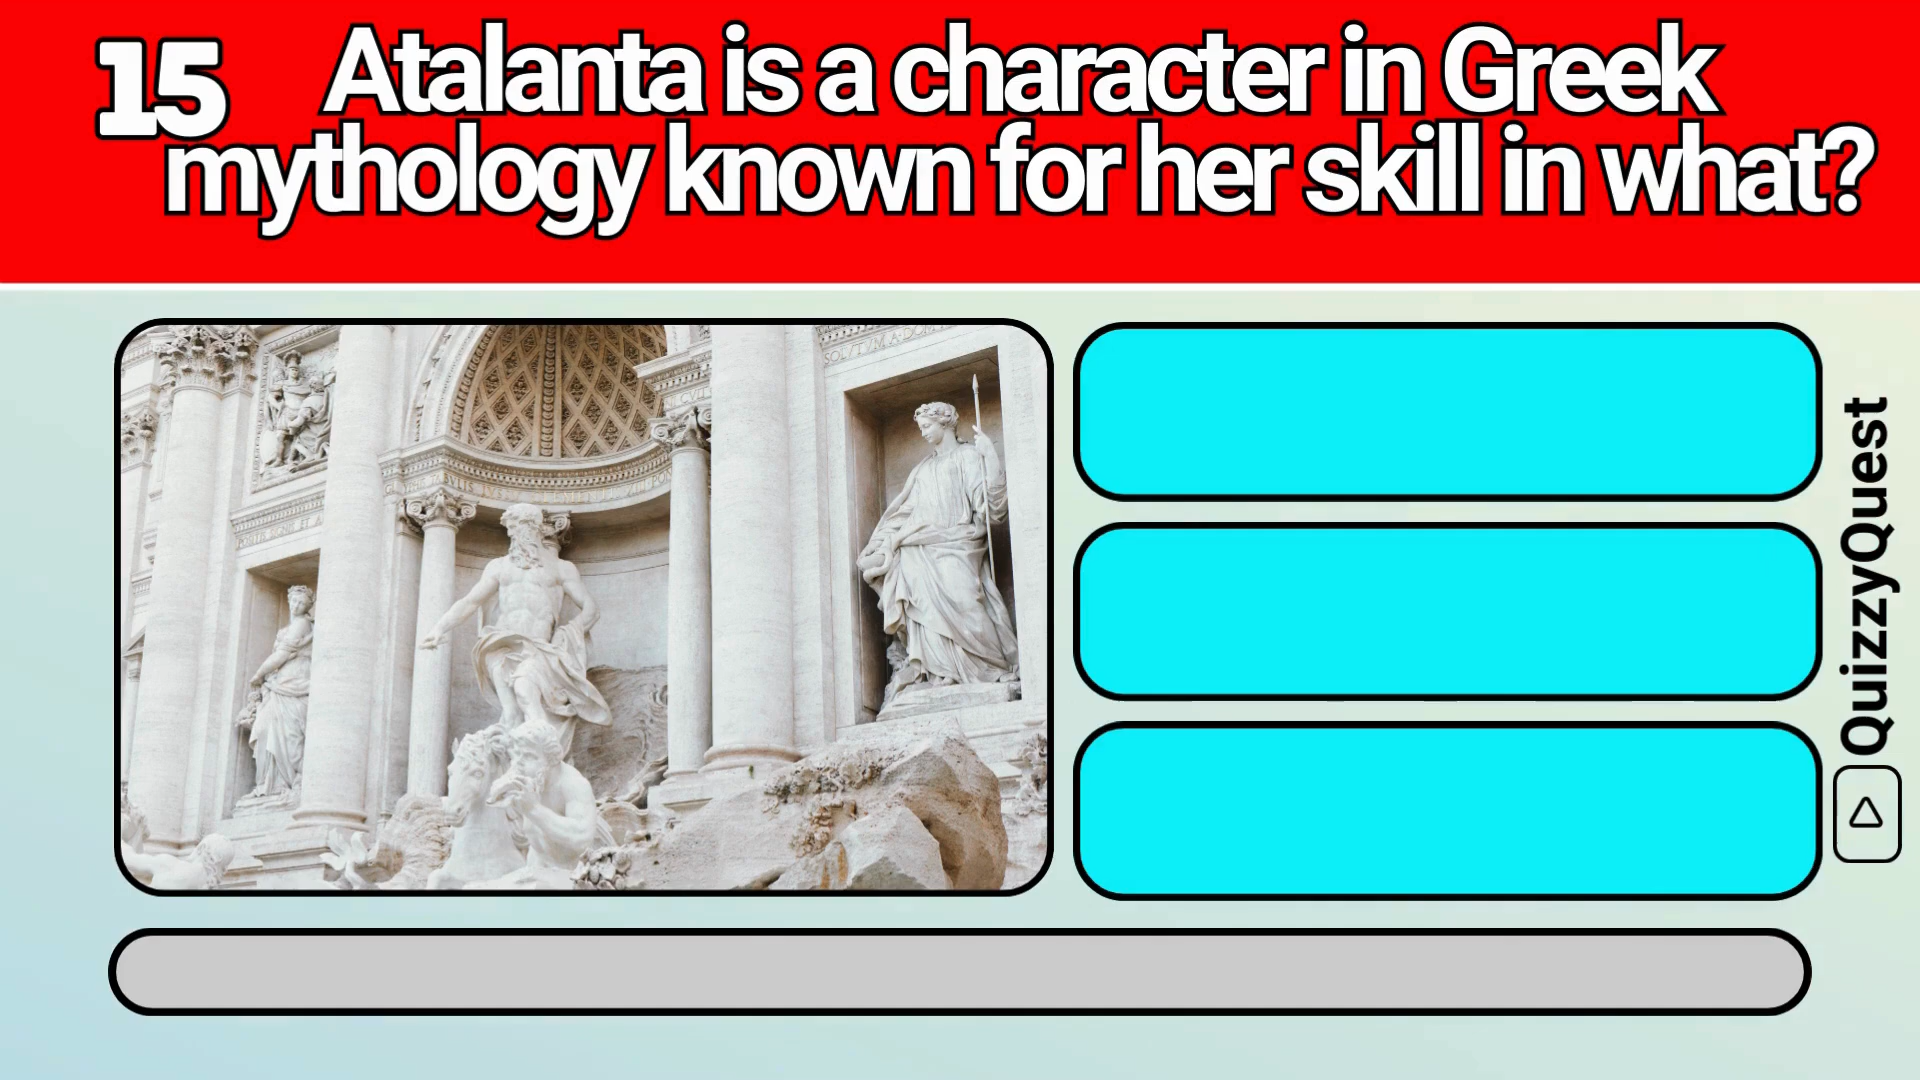 15
Atalanta is a character in Greek
mythology known for her skill in what?
QuizzyQuest